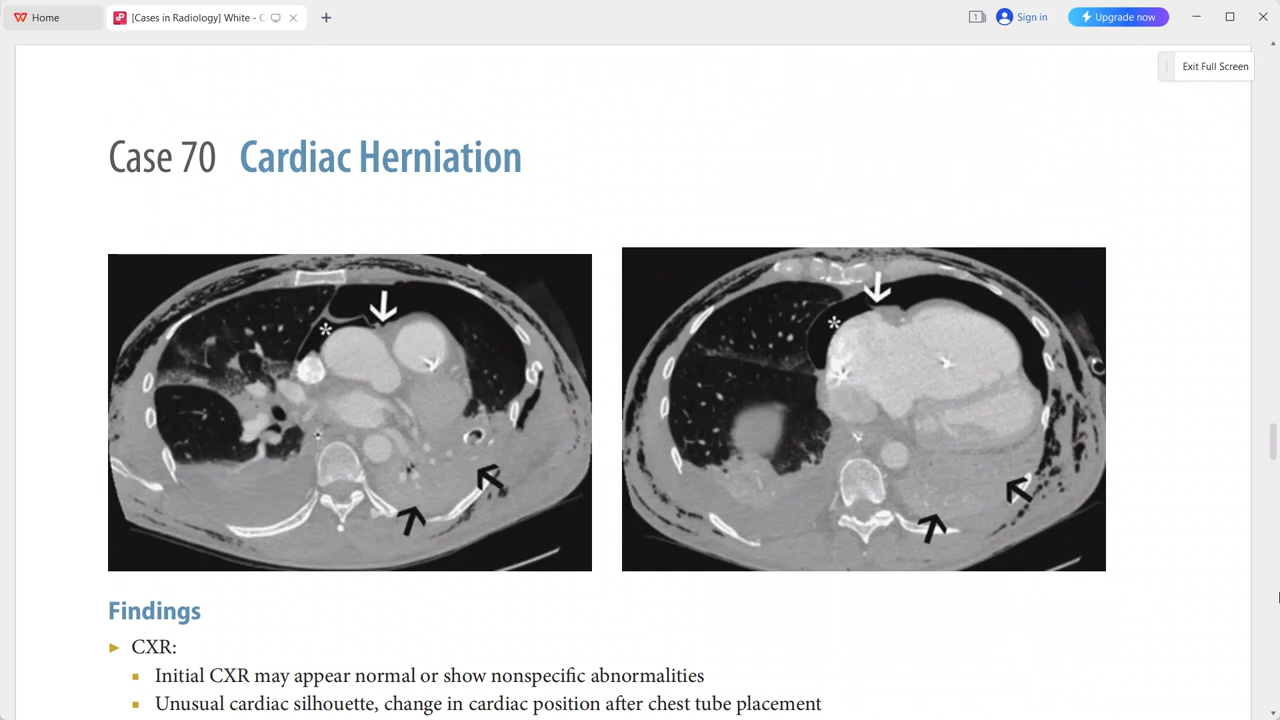 Home
[Cases in Radiology] White - C
1
Sign in
Upgrade now
Exit Full Screen
Case 70 Cardiac Herniation
*
*
Findings
► CXR:
▪ Initial CXR may appear normal or show nonspecific abnormalities
▪ Unusual cardiac silhouette, change in cardiac position after chest tube placement